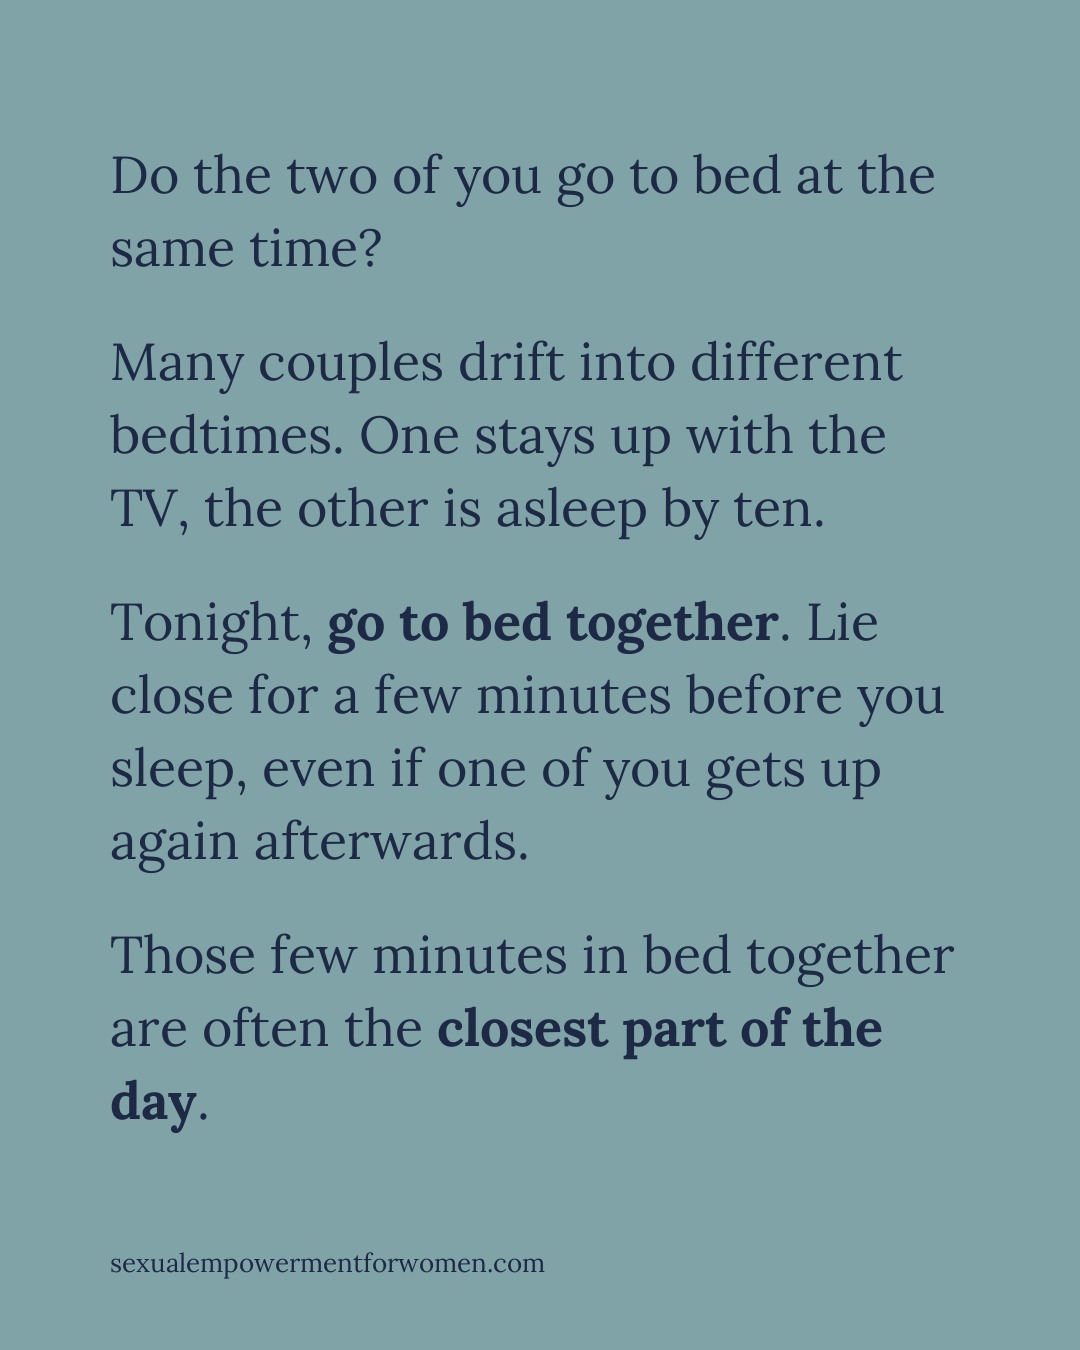 Do the two of you go to bed at the
same time?
Many couples drift into different
bedtimes. One stays up with the
TV, the other is asleep by ten.
Tonight, go to bed together. Lie
close for a few minutes before you
sleep, even if one of you gets up
again afterwards.
Those few minutes in bed together
are often the closest part of the
day.
sexualempowermentforwomen.com